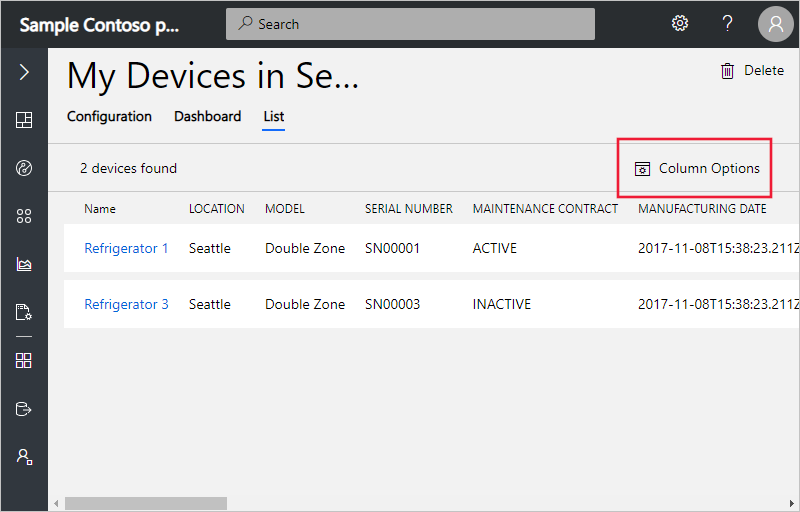 Sample Contoso p...
Search
?
My Devices in Se...
Delete
Configuration Dashboard List
2 devices found
Column Options
Name LOCATION MODEL SERIAL NUMBER MAINTENANCE CONTRACT MANUFACTURING DATE
Refrigerator 1 Seattle Double Zone SN00001 ACTIVE 2017-11-08T15:38:23.211Z
Refrigerator 3 Seattle Double Zone SN00003 INACTIVE 2017-11-08T15:38:23.211Z